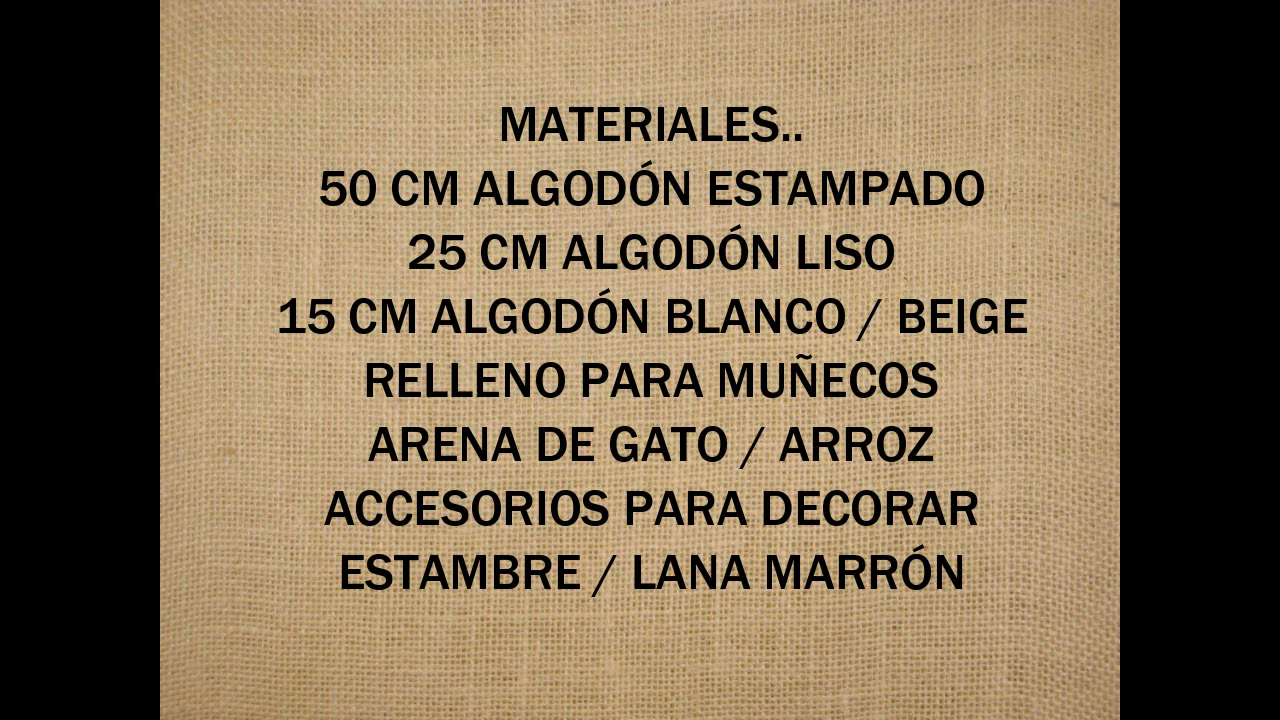 MATERIALES..
50 CM ALGODÓN ESTAMPADO
25 CM ALGODÓN LISO
15 CM ALGODÓN BLANCO / BEIGE
RELLENO PARA MUÑECOS
ARENA DE GATO / ARROZ
ACCESORIOS PARA DECORAR
ESTAMBRE / LANA MARRÓN